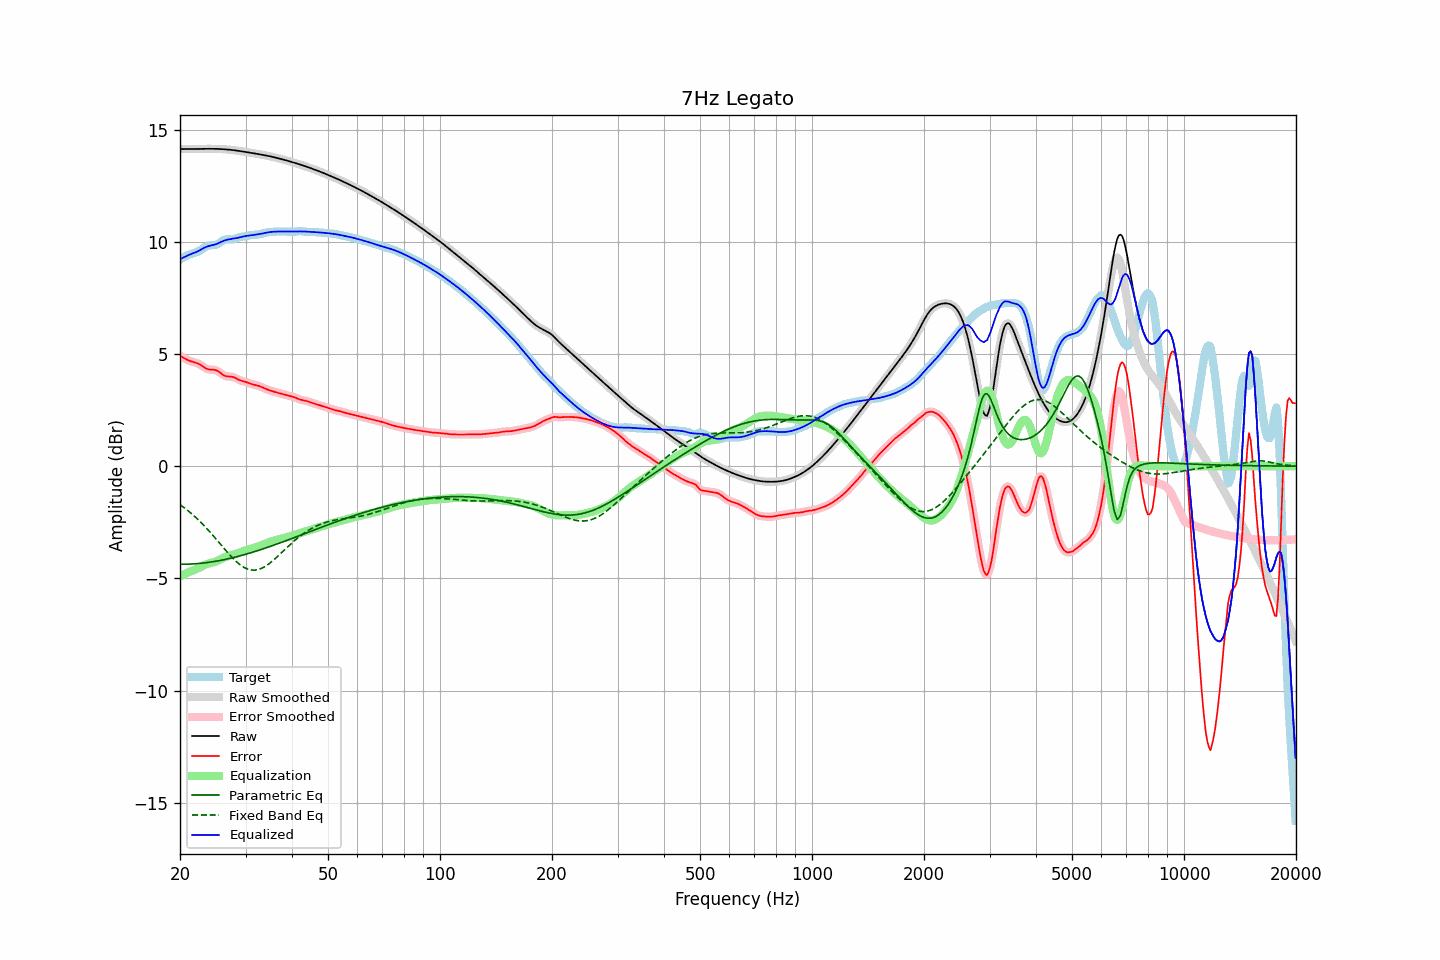 7Hz Legato
Amplitude (dBr)
15
10
5
0
−5
−10
−15
Target
Raw Smoothed
Error Smoothed
Raw
Error
Equalization
Parametric Eq
Fixed Band Eq
Equalized
20 50 100 200 500 1000 2000 5000 10000 20000
Frequency (Hz)